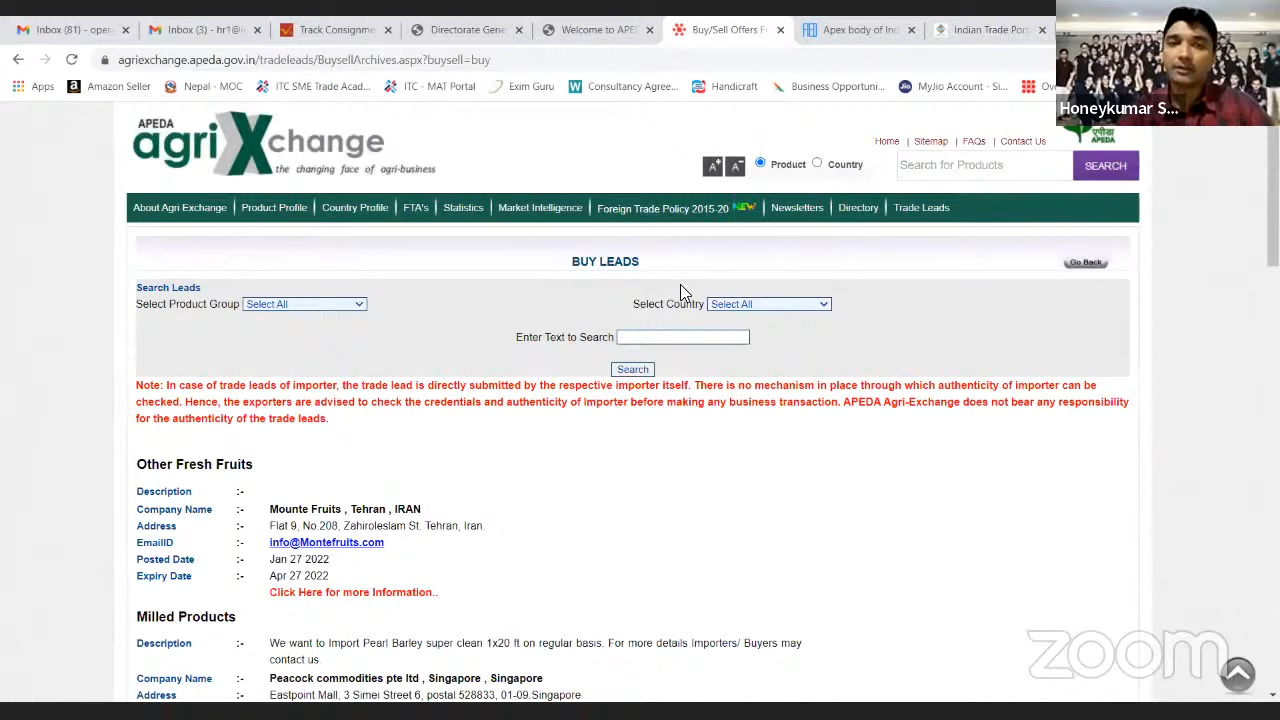 Inbox (81) - oper
Inbox (3) - hr1@
Track Consignme
Directorate Gene
Welcome to APE
Buy/Sell Offers F
Apex body of Ind
Indian Trade Port
agriexchange.apeda.gov.in/tradeleads/BuysellArchives.aspx?buysell=buy
Apps
Amazon Seller
Nepal - MOC
ITC SME Trade Acad...
ITC - MAT Portal
Exim Guru
Consultancy Agree...
Handicraft
Business Opportuni...
MyJio Account - Si...
Ov
Honeykumar S...
APEDA
agriXchange
the changing face of agri-business
एपीडा
APEDA
Home | Sitemap | FAQs | Contact Us
A+ A- Product Country
Search for Products
SEARCH
About Agri Exchange | Product Profile | Country Profile | FTA's | Statistics | Market Intelligence | Foreign Trade Policy 2015-20 NEW | Newsletters | Directory | Trade Leads
BUY LEADS
Go Back
Search Leads
Select Product Group Select All
Select Country Select All
Enter Text to Search
Search
Note: In case of trade leads of importer, the trade lead is directly submitted by the respective importer itself. There is no mechanism in place through which authenticity of importer can be
checked. Hence, the exporters are advised to check the credentials and authenticity of Importer before making any business transaction. APEDA Agri-Exchange does not bear any responsibility
for the authenticity of the trade leads.
Other Fresh Fruits
Description :-
Company Name :- Mounte Fruits , Tehran , IRAN
Address :- Flat 9, No.208, Zahiroleslam St. Tehran, Iran.
EmailID :- info@Montefruits.com
Posted Date :- Jan 27 2022
Expiry Date :- Apr 27 2022
Click Here for more Information..
Milled Products
Description :- We want to Import Pearl Barley super clean 1x20 ft on regular basis. For more details Importers/ Buyers may
contact us.
Company Name :- Peacock commodities pte ltd , Singapore , Singapore
Address :- Eastpoint Mall, 3 Simei Street 6, postal 528833, 01-09.Singapore
zoom